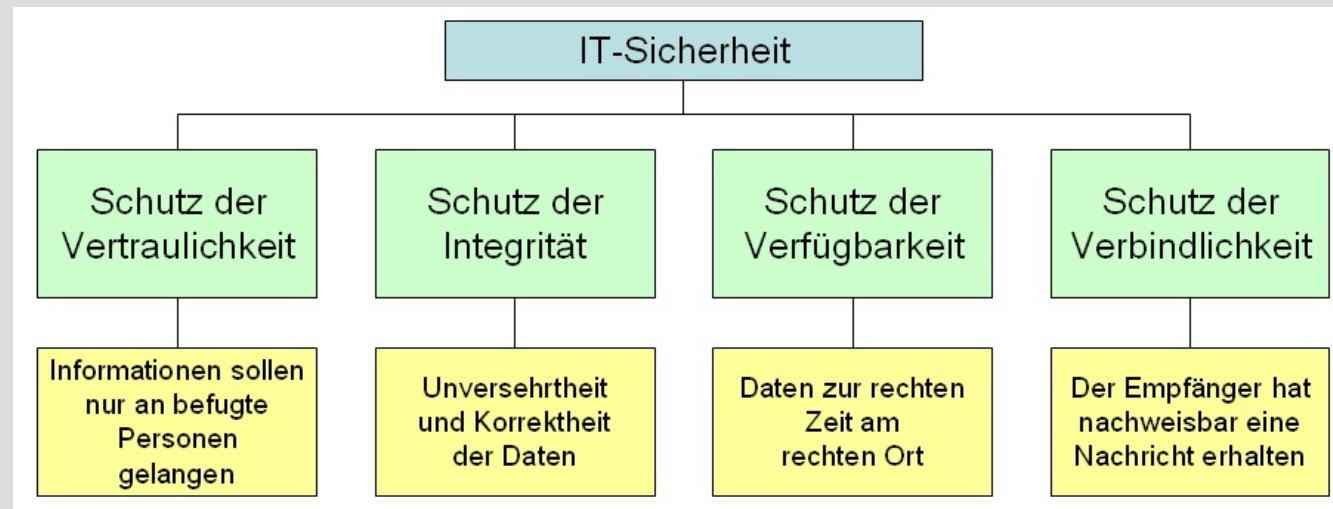 IT-Sicherheit
Schutz der
Vertraulichkeit
Schutz der
Integrität
Schutz der
Verfügbarkeit
Schutz der
Verbindlichkeit
Informationen sollen
nur an befugte
Personen
gelangen
Unversehrtheit
und Korrektheit
der Daten
Daten zur rechten
Zeit am
rechten Ort
Der Empfänger hat
nachweisbar eine
Nachricht erhalten